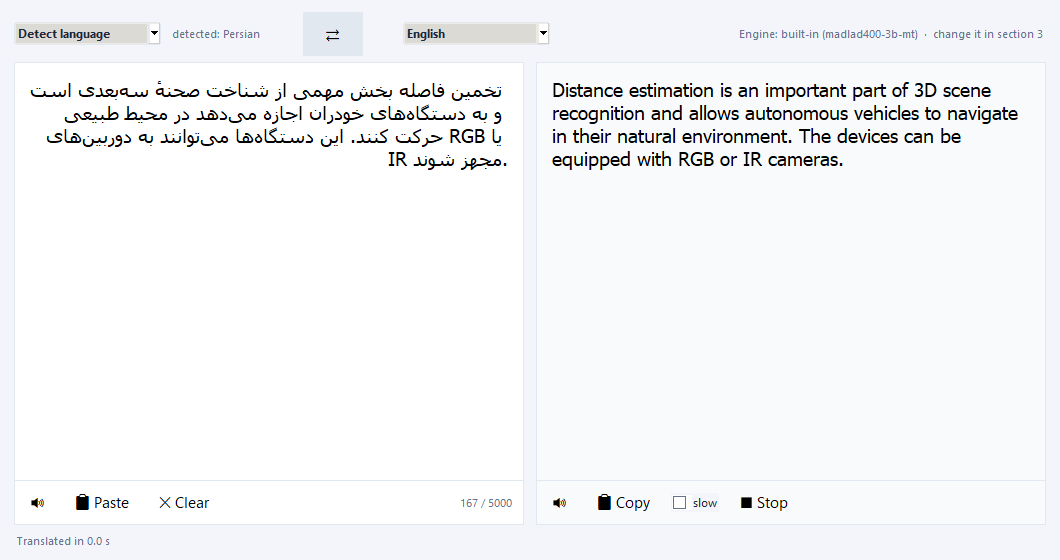 Detect language
detected: Persian
⇄
English
Engine: built-in (madlad400-3b-mt) · change it in section 3
تخمین فاصله بخش مهمی از شناخت صحنهٔ سه‌بعدی است
و به دستگاه‌های خودران اجازه می‌دهد در محیط طبیعی
حرکت کنند. این دستگاه‌ها می‌توانند به دوربین‌های RGB یا
IR مجهز شوند.
Distance estimation is an important part of 3D scene
recognition and allows autonomous vehicles to navigate
in their natural environment. The devices can be
equipped with RGB or IR cameras.
Paste
Clear
167 / 5000
Copy
slow
Stop
Translated in 0.0 s